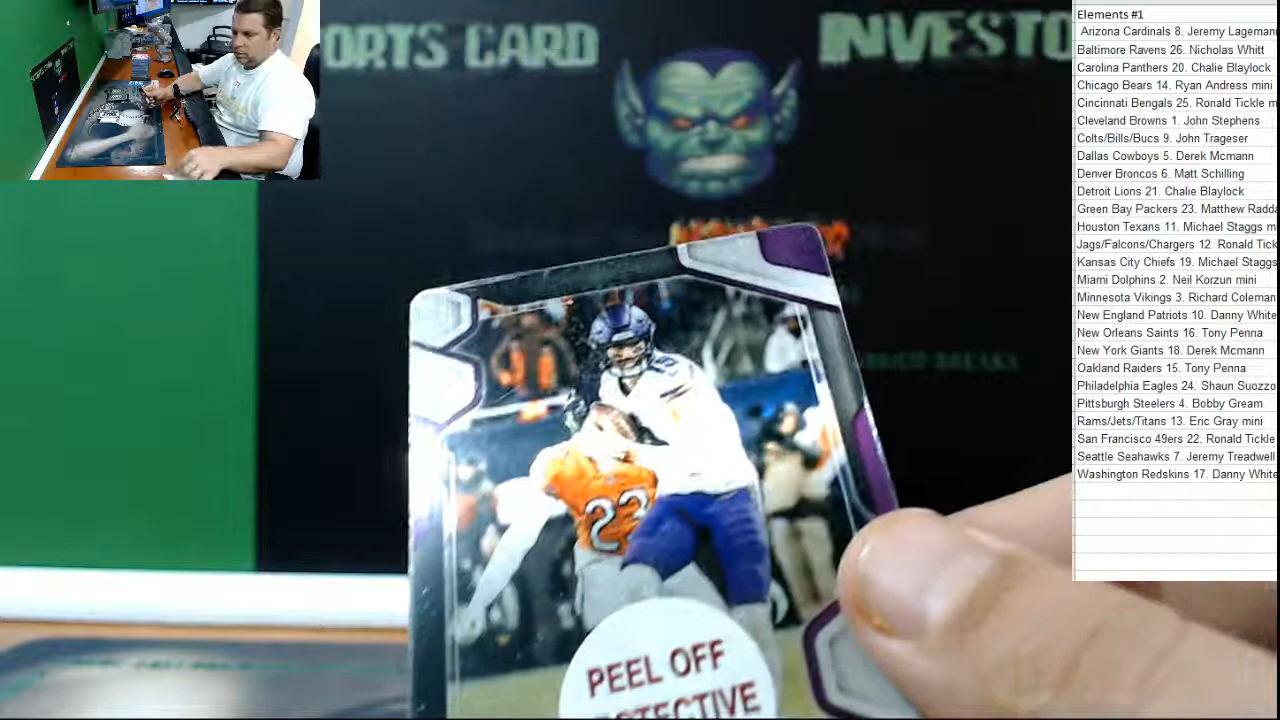 ORTS CARD INVESTO
Elements #1
Arizona Cardinals 8. Jeremy Lageman
Baltimore Ravens 26. Nicholas Whitt
Carolina Panthers 20. Chalie Blaylock
Chicago Bears 14. Ryan Andress mini
Cincinnati Bengals 25. Ronald Tickle m
Cleveland Browns 1. John Stephens
Colts/Bills/Bucs 9. John Trageser
Dallas Cowboys 5. Derek Mcmann
Denver Broncos 6. Matt Schilling
Detroit Lions 21. Chalie Blaylock
Green Bay Packers 23. Matthew Radda
Houston Texans 11. Michael Staggs m
Jags/Falcons/Chargers 12. Ronald Tick
Kansas City Chiefs 19. Michael Staggs
Miami Dolphins 2. Neil Korzun mini
Minnesota Vikings 3. Richard Coleman
New England Patriots 10. Danny White
New Orleans Saints 16. Tony Penna
New York Giants 18. Derek Mcmann
Oakland Raiders 15. Tony Penna
Philadelphia Eagles 24. Shaun Suozzo
Pittsburgh Steelers 4. Bobby Gream
Rams/Jets/Titans 13. Eric Gray mini
San Francisco 49ers 22. Ronald Tickle
Seattle Seahawks 7. Jeremy Treadwell
Washington Redskins 17. Danny White
23
PEEL OFF